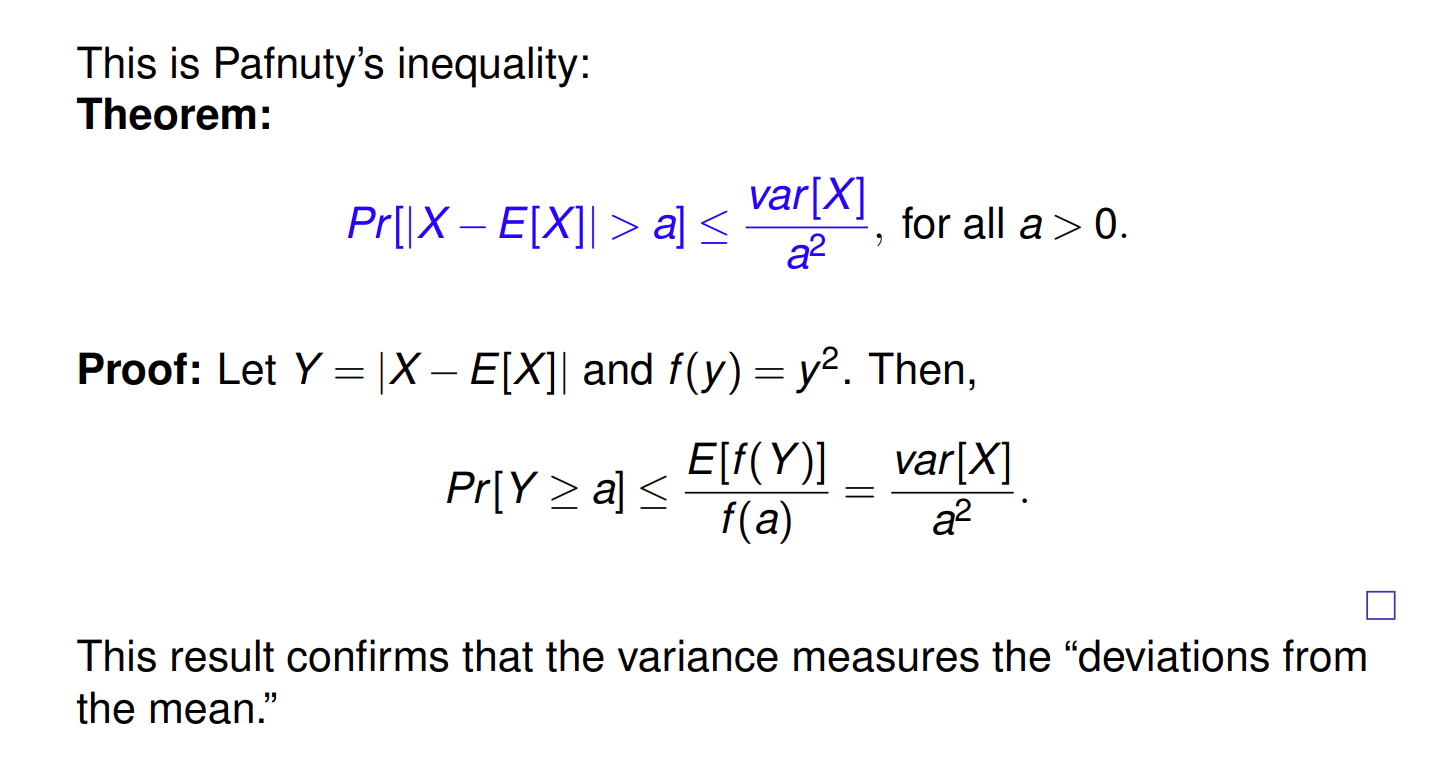 This is Pafnuty’s inequality:
Theorem:
Pr[|X − E[X]| > a] ≤ var[X]/a², for all a > 0.
Proof: Let Y = |X − E[X]| and f(y) = y². Then,
Pr[Y ≥ a] ≤ E[f(Y)]/f(a) = var[X]/a².
□
This result confirms that the variance measures the “deviations from
the mean.”